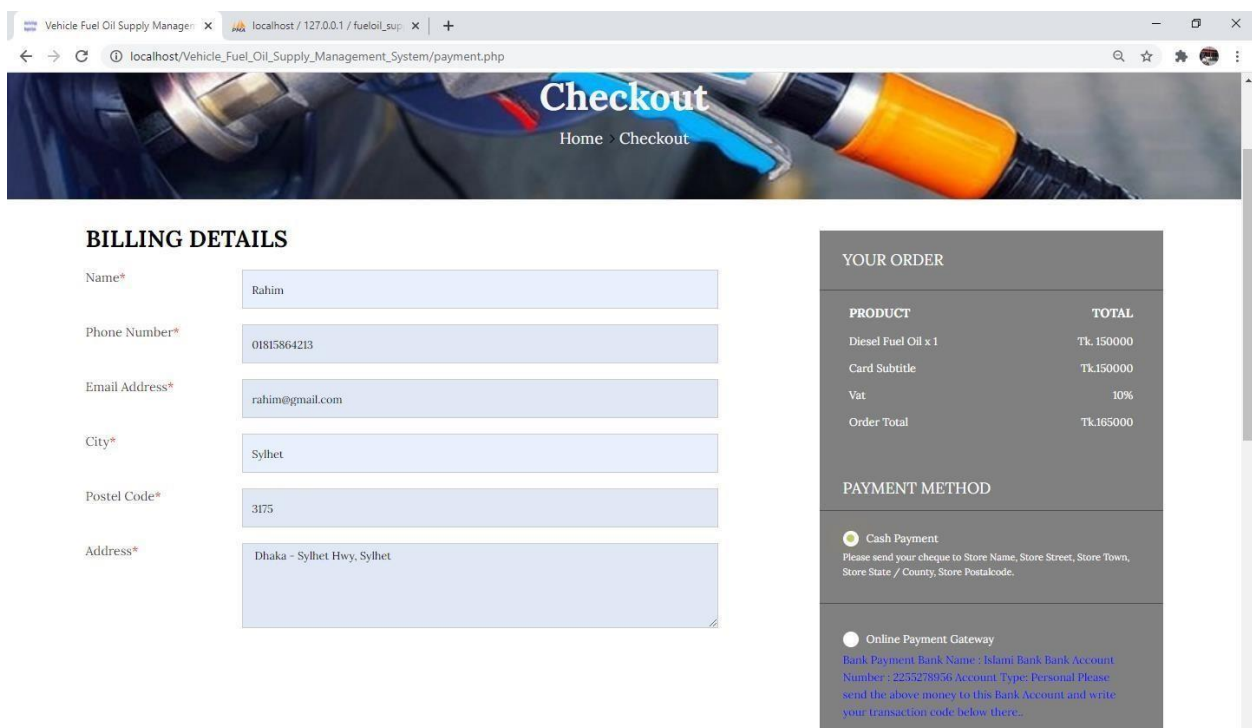 Vehicle Fuel Oil Supply Managen
localhost / 127.0.0.1 / fueloil_sup
localhost/Vehicle_Fuel_Oil_Supply_Management_System/payment.php
Checkout
Home > Checkout
BILLING DETAILS
Name*
Rahim
Phone Number*
01815864213
Email Address*
rahim@gmail.com
City*
Sylhet
Postel Code*
3175
Address*
Dhaka - Sylhet Hwy, Sylhet
YOUR ORDER
PRODUCT TOTAL
Diesel Fuel Oil x 1 Tk. 150000
Card Subtitle Tk.150000
Vat 10%
Order Total Tk.165000
PAYMENT METHOD
Cash Payment
Please send your cheque to Store Name, Store Street, Store Town,
Store State / County, Store Postalcode.
Online Payment Gateway
Bank Payment Bank Name : Islami Bank Bank Account
Number : 2255278956 Account Type: Personal Please
send the above money to this Bank Account and write
your transaction code below there..